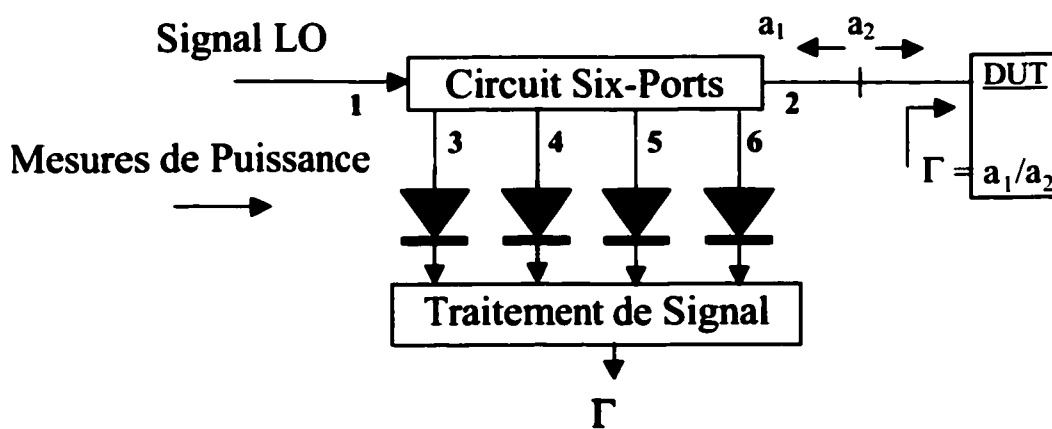 Signal LO
1
Circuit Six-Ports
2
a₁ a₂
DUT
Γ = a₁/a₂
3 4 5 6
Mesures de Puissance
Traitement de Signal
Γ